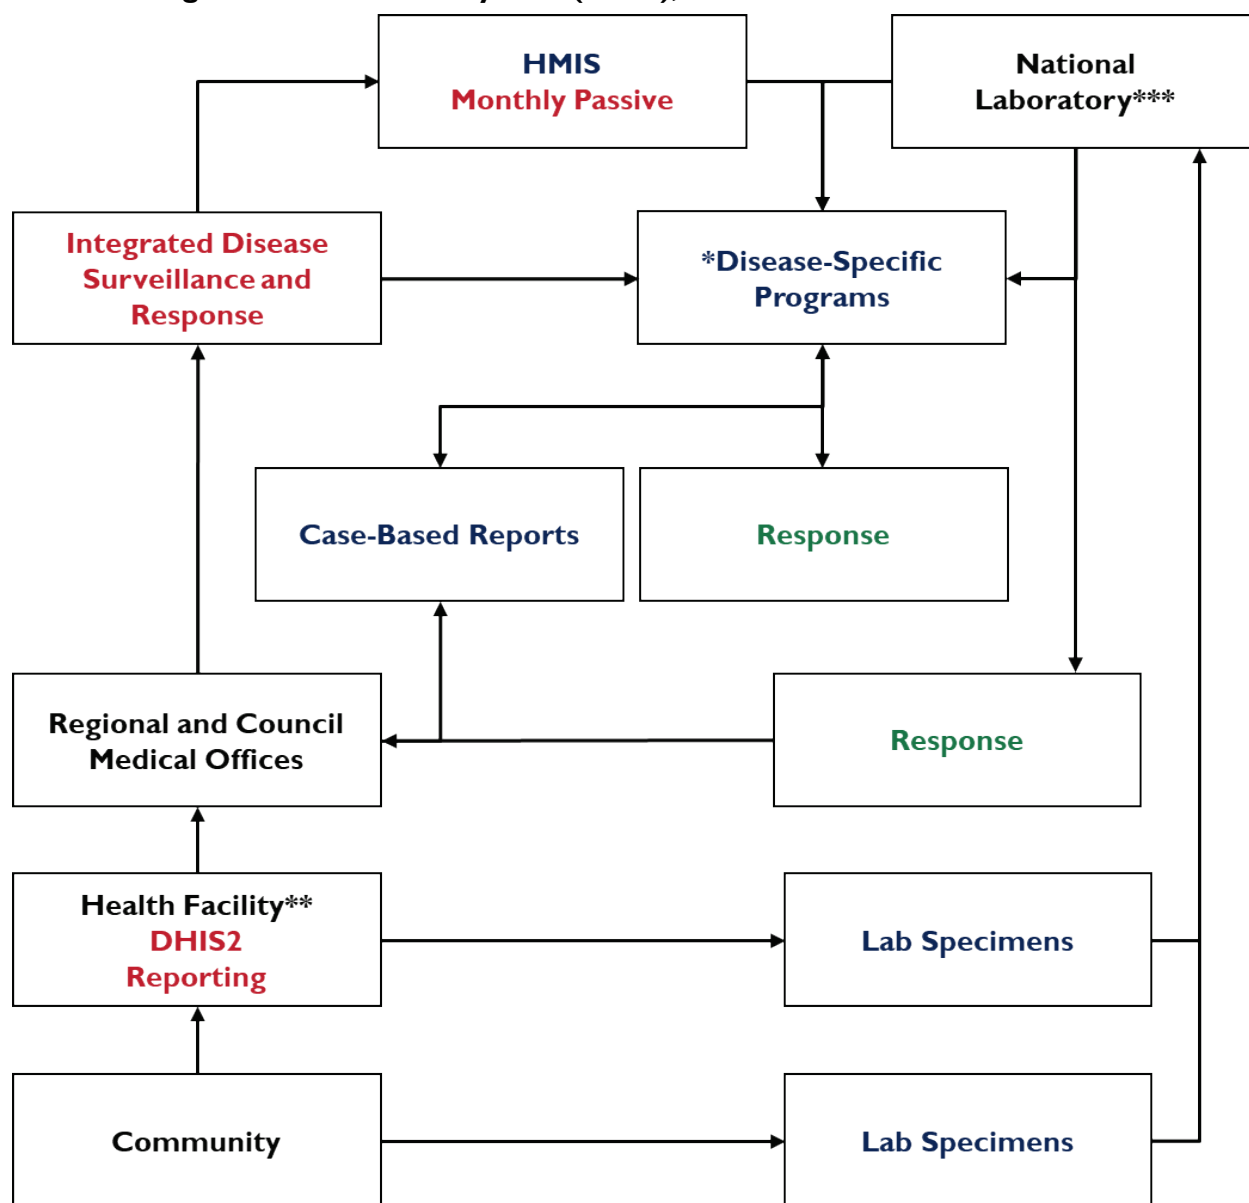 HMIS
Monthly Passive
National
Laboratory***
Integrated Disease
Surveillance and
Response
*Disease-Specific
Programs
Case-Based Reports
Response
Regional and Council
Medical Offices
Response
Health Facility**
DHIS2
Reporting
Lab Specimens
Community
Lab Specimens